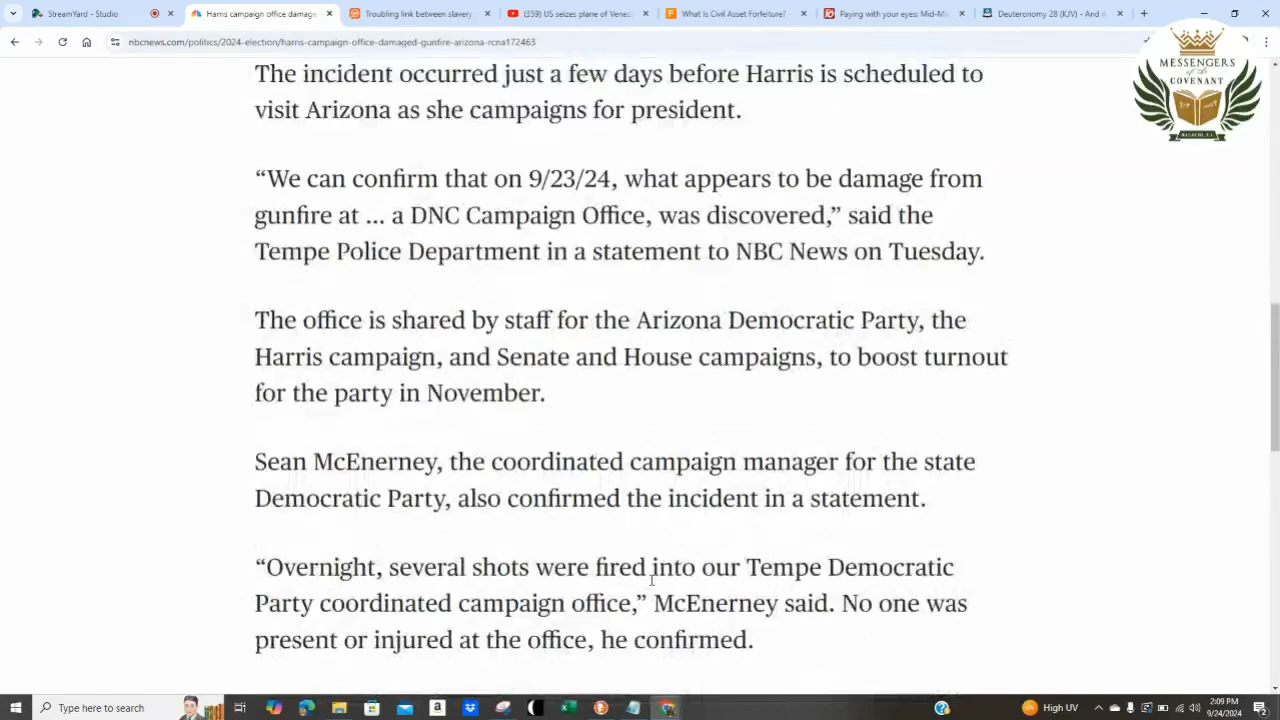 StreamYard - Studio
Harris campaign office damage
Troubling link between slavery
(359) US seizes plane of Venez
What Is Civil Asset Forfeiture?
Paying with your eyes: Mid-Mi
Deuteronomy 28 (KJV) - And it
nbcnews.com/politics/2024-election/harris-campaign-office-damaged-gunfire-arizona-rcna172463
MESSENGERS
of the
COVENANT
The incident occurred just a few days before Harris is scheduled to
visit Arizona as she campaigns for president.
“We can confirm that on 9/23/24, what appears to be damage from
gunfire at ... a DNC Campaign Office, was discovered,” said the
Tempe Police Department in a statement to NBC News on Tuesday.
The office is shared by staff for the Arizona Democratic Party, the
Harris campaign, and Senate and House campaigns, to boost turnout
for the party in November.
Sean McEnerney, the coordinated campaign manager for the state
Democratic Party, also confirmed the incident in a statement.
“Overnight, several shots were fired into our Tempe Democratic
Party coordinated campaign office,” McEnerney said. No one was
present or injured at the office, he confirmed.
Type here to search
High UV
2:09 PM
9/24/2024